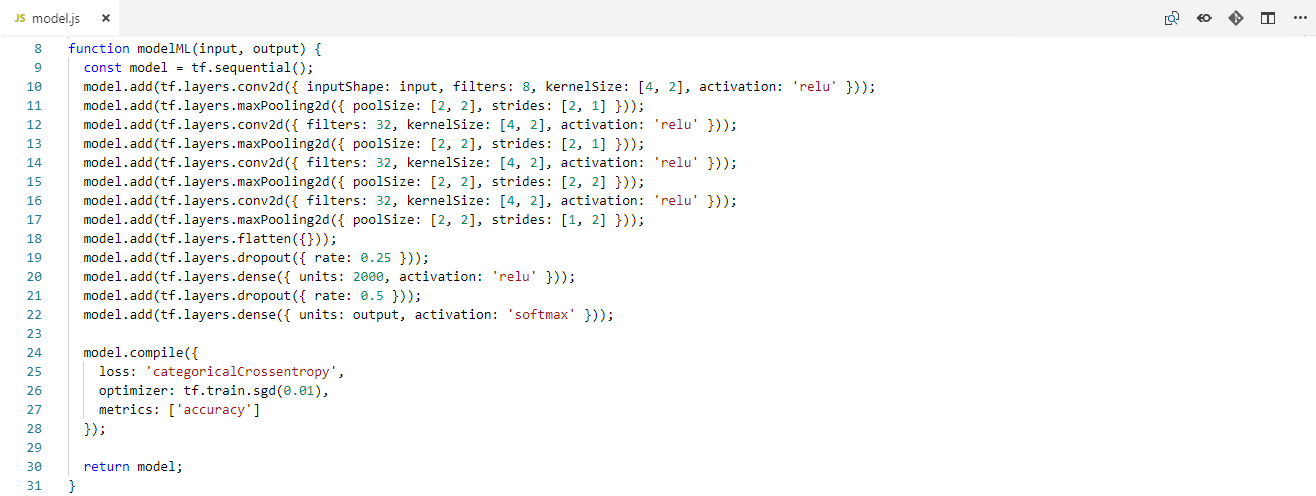 JS model.js ×
8 function modelML(input, output) {
9 const model = tf.sequential();
10 model.add(tf.layers.conv2d({ inputShape: input, filters: 8, kernelSize: [4, 2], activation: 'relu' }));
11 model.add(tf.layers.maxPooling2d({ poolSize: [2, 2], strides: [2, 1] }));
12 model.add(tf.layers.conv2d({ filters: 32, kernelSize: [4, 2], activation: 'relu' }));
13 model.add(tf.layers.maxPooling2d({ poolSize: [2, 2], strides: [2, 1] }));
14 model.add(tf.layers.conv2d({ filters: 32, kernelSize: [4, 2], activation: 'relu' }));
15 model.add(tf.layers.maxPooling2d({ poolSize: [2, 2], strides: [2, 2] }));
16 model.add(tf.layers.conv2d({ filters: 32, kernelSize: [4, 2], activation: 'relu' }));
17 model.add(tf.layers.maxPooling2d({ poolSize: [2, 2], strides: [1, 2] }));
18 model.add(tf.layers.flatten({}));
19 model.add(tf.layers.dropout({ rate: 0.25 }));
20 model.add(tf.layers.dense({ units: 2000, activation: 'relu' }));
21 model.add(tf.layers.dropout({ rate: 0.5 }));
22 model.add(tf.layers.dense({ units: output, activation: 'softmax' }));
23
24 model.compile({
25 loss: 'categoricalCrossentropy',
26 optimizer: tf.train.sgd(0.01),
27 metrics: ['accuracy']
28 });
29
30 return model;
31 }